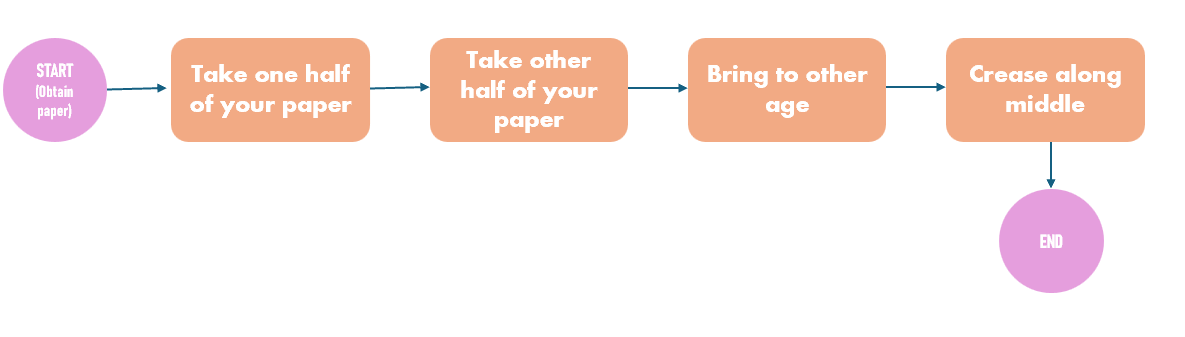 START
(Obtain
paper)
Take one half
of your paper
Take other
half of your
paper
Bring to other
age
Crease along
middle
END